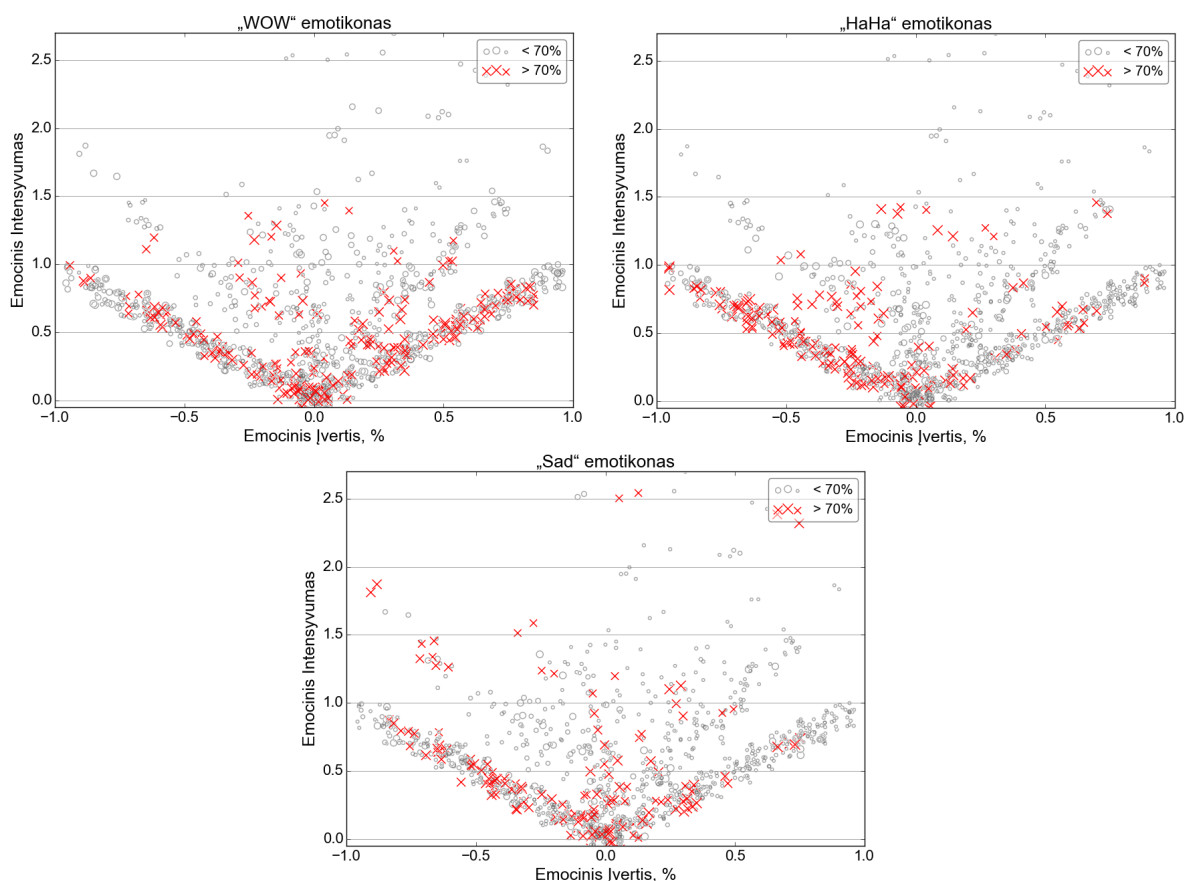 „WOW“ emotikonas
Emocinis Intensyvumas
2.5
2.0
1.5
1.0
0.5
0.0
< 70%
> 70%
−1.0 −0.5 0.0 0.5 1.0
Emocinis Įvertis, %
„HaHa“ emotikonas
Emocinis Intensyvumas
2.5
2.0
1.5
1.0
0.5
0.0
< 70%
> 70%
−1.0 −0.5 0.0 0.5 1.0
Emocinis Įvertis, %
„Sad“ emotikonas
Emocinis Intensyvumas
2.5
2.0
1.5
1.0
0.5
0.0
< 70%
> 70%
−1.0 −0.5 0.0 0.5 1.0
Emocinis Įvertis, %